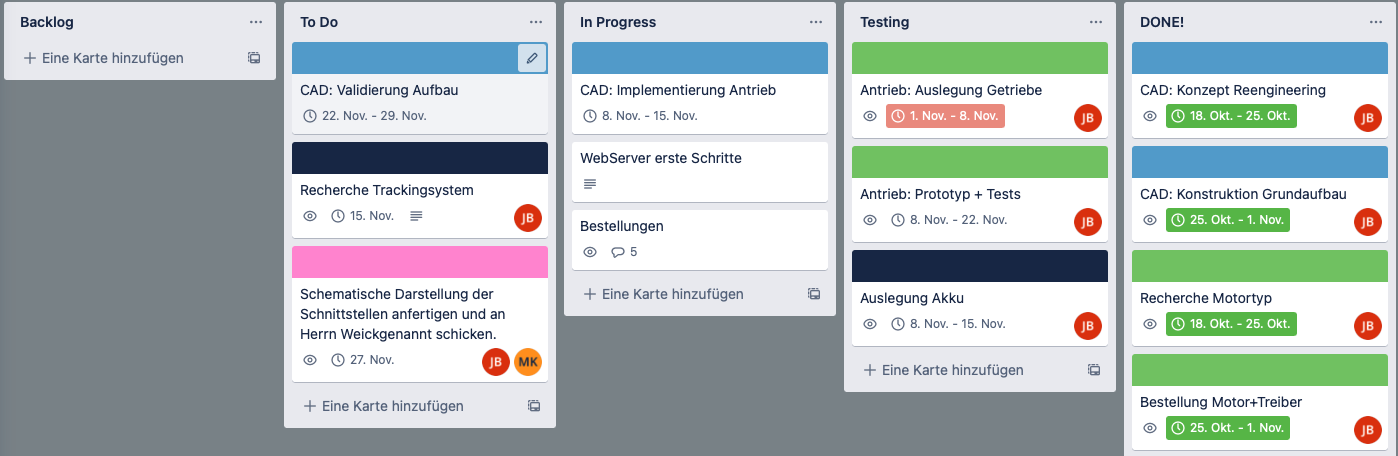 Backlog
Eine Karte hinzufügen
To Do
CAD: Validierung Aufbau
22. Nov. - 29. Nov.
Recherche Trackingsystem
15. Nov.
JB
Schematische Darstellung der
Schnittstellen anfertigen und an
Herrn Weickgenannt schicken.
27. Nov.
JB
MK
Eine Karte hinzufügen
In Progress
CAD: Implementierung Antrieb
8. Nov. - 15. Nov.
WebServer erste Schritte
Bestellungen
5
Eine Karte hinzufügen
Testing
Antrieb: Auslegung Getriebe
1. Nov. - 8. Nov.
JB
Antrieb: Prototyp + Tests
8. Nov. - 22. Nov.
JB
Auslegung Akku
8. Nov. - 15. Nov.
JB
Eine Karte hinzufügen
DONE!
CAD: Konzept Reengineering
18. Okt. - 25. Okt.
JB
CAD: Konstruktion Grundaufbau
25. Okt. - 1. Nov.
JB
Recherche Motortyp
18. Okt. - 25. Okt.
JB
Bestellung Motor+Treiber
25. Okt. - 1. Nov.
JB